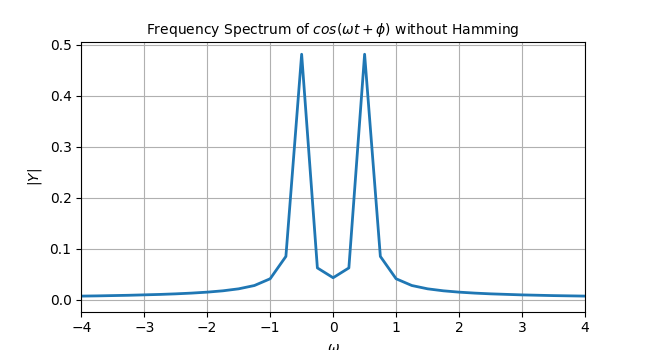 Frequency Spectrum of cos(ωt + ϕ) without Hamming
0.5
0.4
0.3
0.2
0.1
0.0
|Y|
−4 −3 −2 −1 0 1 2 3 4
ω